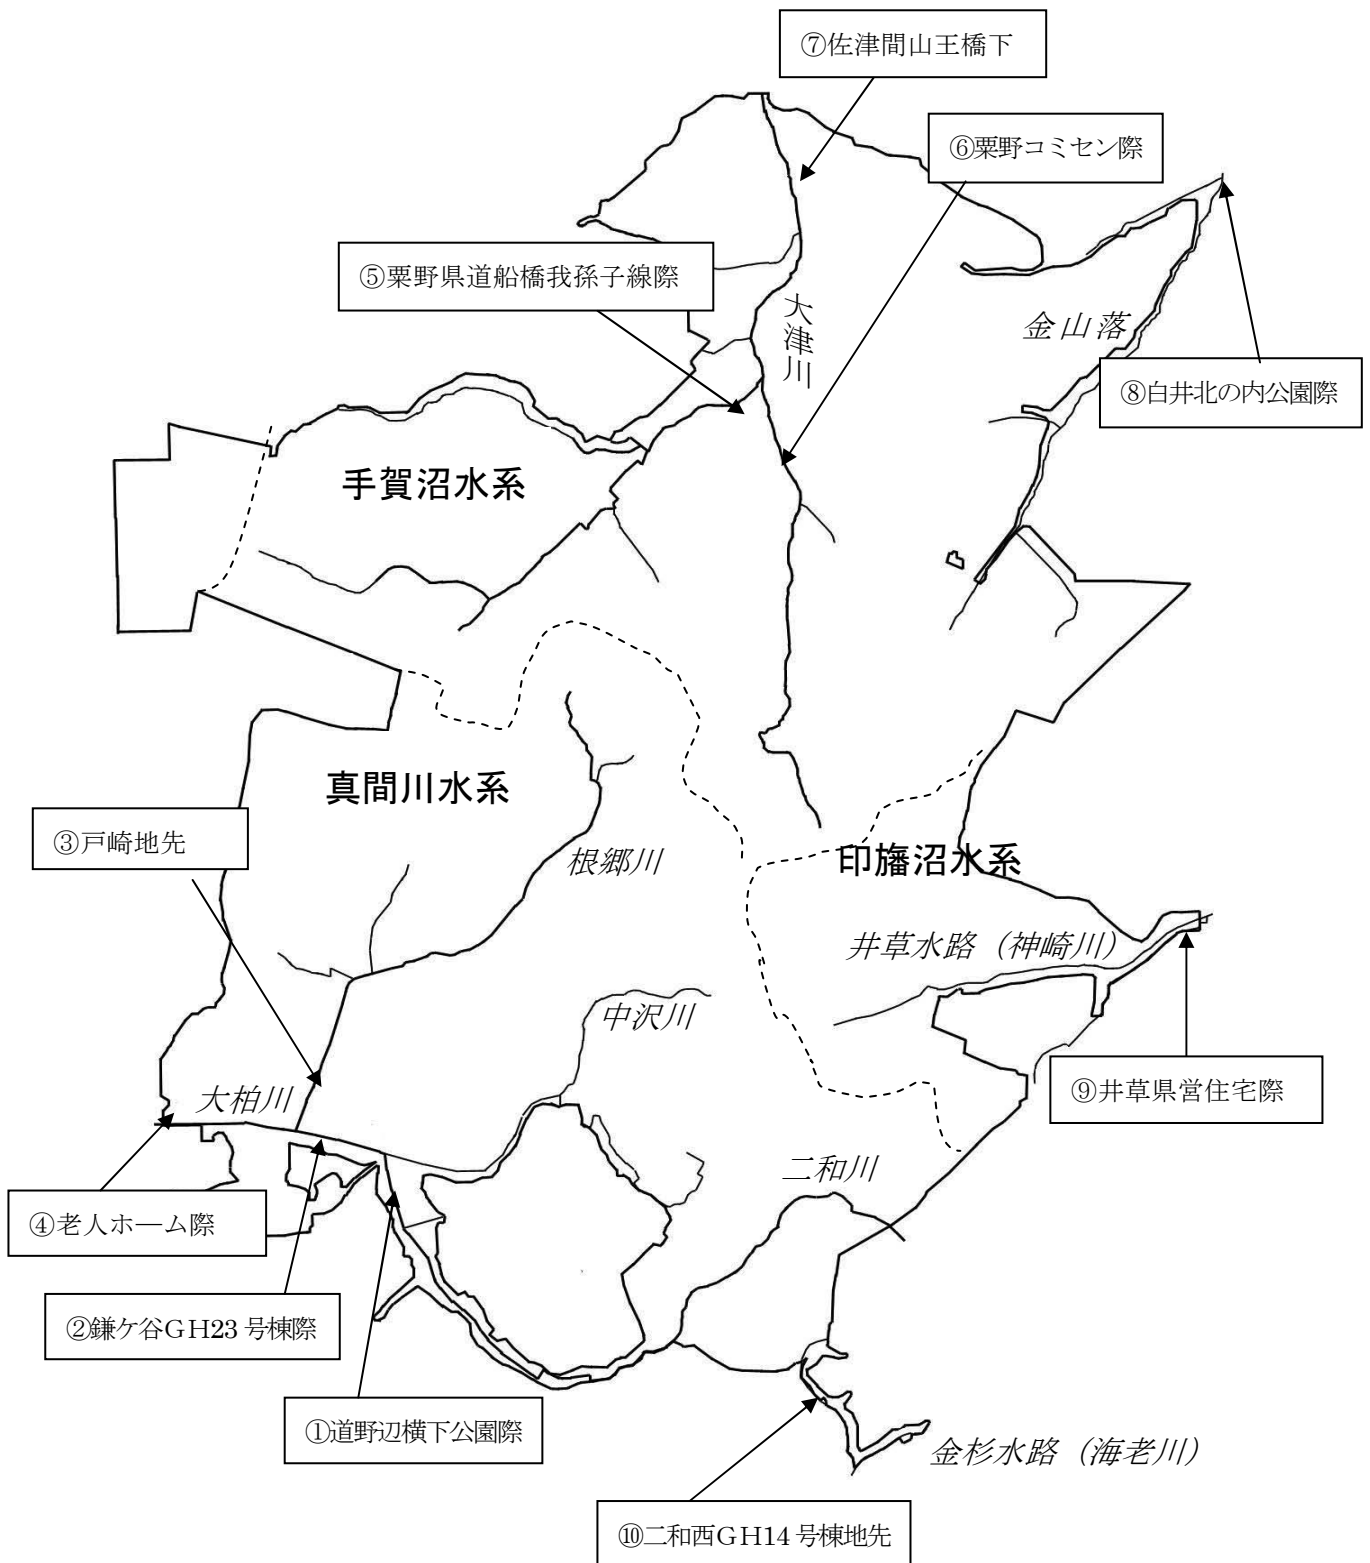 ⑦佐津間山王橋下
⑥粟野コミセン際
⑤粟野県道船橋我孫子線際
大津川
金山落
⑧白井北の内公園際
手賀沼水系
真間川水系
③戸崎地先
根郷川
印旛沼水系
井草水路（神崎川）
中沢川
⑨井草県営住宅際
大柏川
二和川
④老人ホーム際
②鎌ケ谷GH23号棟際
①道野辺横下公園際
金杉水路（海老川）
⑩二和西GH14号棟地先